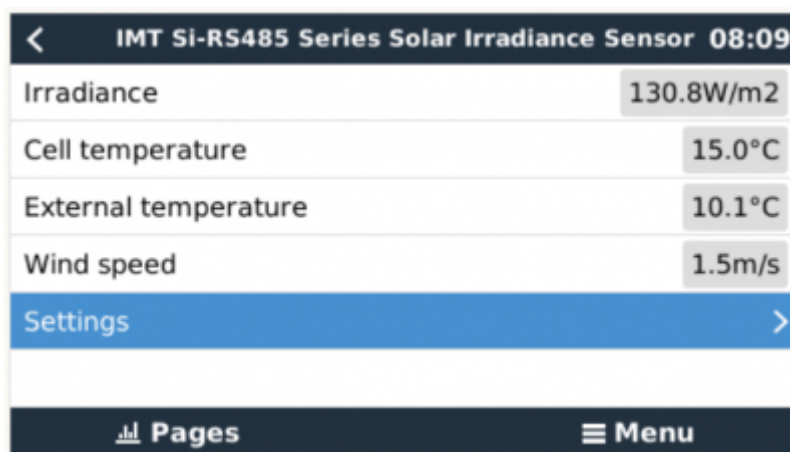 IMT Si-RS485 Series Solar Irradiance Sensor 08:09
Irradiance 130.8W/m2
Cell temperature 15.0°C
External temperature 10.1°C
Wind speed 1.5m/s
Settings
Pages Menu